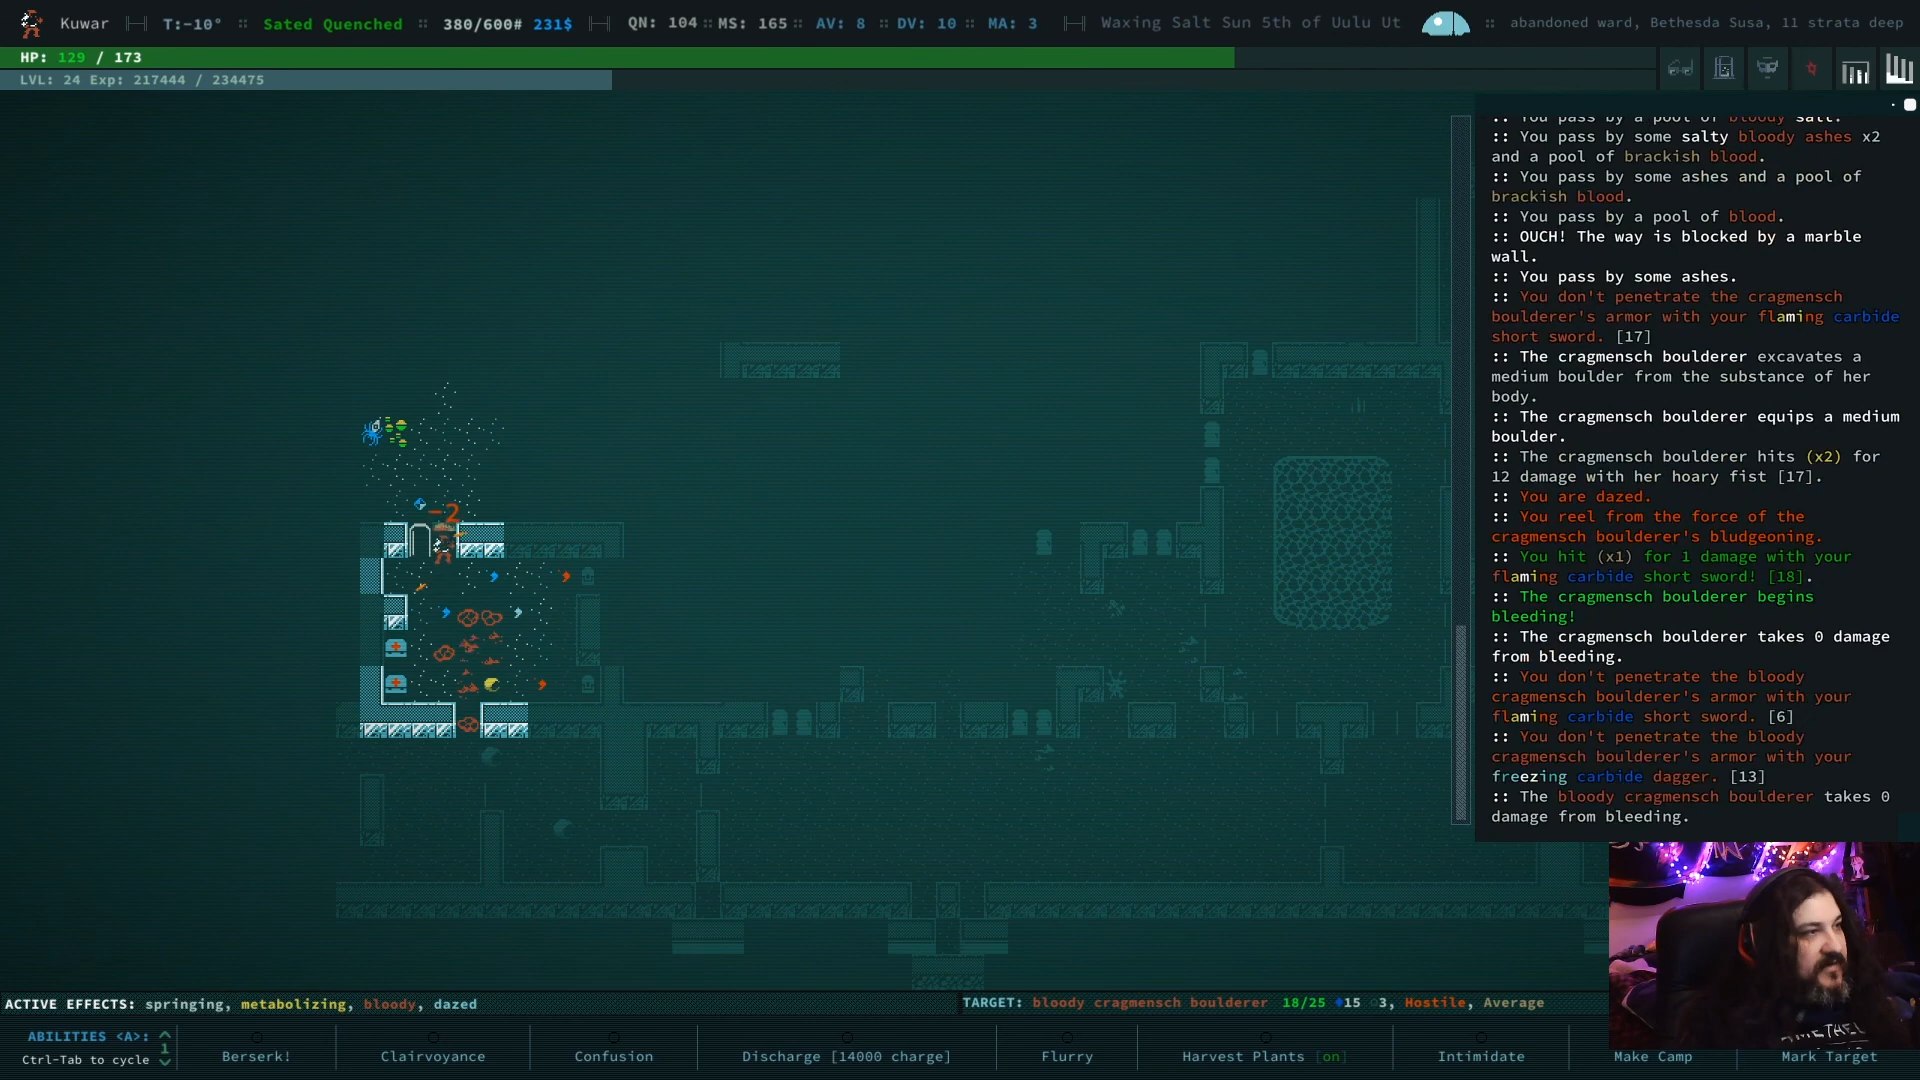 Kuwar T:-10° Sated Quenched 380/600# 231$ QN: 104 MS: 165 AV: 8 DV: 10 MA: 3 Waxing Salt Sun 5th of Uulu Ut abandoned ward, Bethesda Susa, 11 strata deep
HP: 129 / 173
LVL: 24 Exp: 217444 / 234475
:: You pass by a pool of bloody salt.
:: You pass by some salty bloody ashes x2
and a pool of brackish blood.
:: You pass by some ashes and a pool of
brackish blood.
:: You pass by a pool of blood.
:: OUCH! The way is blocked by a marble
wall.
:: You pass by some ashes.
:: You don't penetrate the cragmensch
boulderer's armor with your flaming carbide
short sword. [17]
:: The cragmensch boulderer excavates a
medium boulder from the substance of her
body.
:: The cragmensch boulderer equips a medium
boulder.
:: The cragmensch boulderer hits (x2) for
12 damage with her hoary fist [17].
:: You are dazed.
:: You reel from the force of the
cragmensch boulderer's bludgeoning.
:: You hit (x1) for 1 damage with your
flaming carbide short sword! [18].
:: The cragmensch boulderer begins
bleeding!
:: The cragmensch boulderer takes 0 damage
from bleeding.
:: You don't penetrate the bloody
cragmensch boulderer's armor with your
flaming carbide short sword. [6]
:: You don't penetrate the bloody
cragmensch boulderer's armor with your
freezing carbide dagger. [13]
:: The bloody cragmensch boulderer takes 0
damage from bleeding.
-2
ACTIVE EFFECTS: springing, metabolizing, bloody, dazed
TARGET: bloody cragmensch boulderer 18/25 ♦15 ○3, Hostile, Average
ABILITIES <A>:
Ctrl-Tab to cycle
1
Berserk! Clairvoyance Confusion Discharge [14000 charge] Flurry Harvest Plants [on] Intimidate Make Camp Mark Target